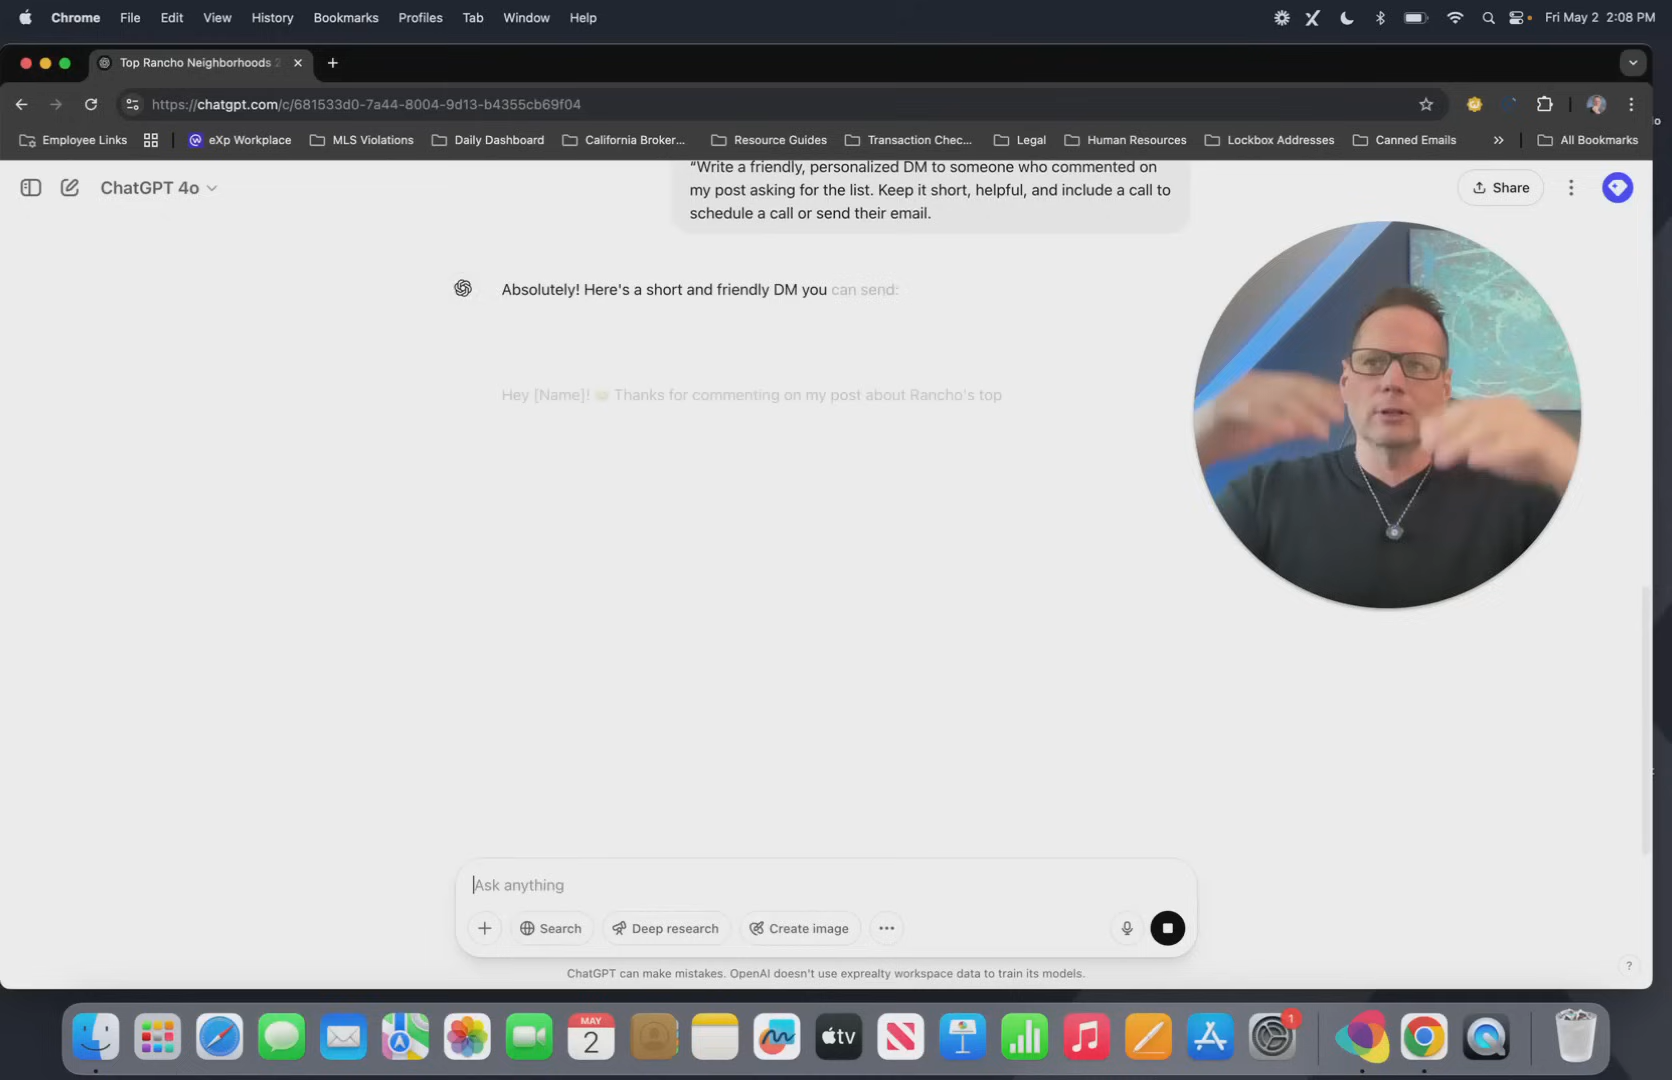 Chrome File Edit View History Bookmarks Profiles Tab Window Help Fri May 2 2:08 PM
Top Rancho Neighborhoods
https://chatgpt.com/c/681533d0-7a44-8004-9d13-b4355cb69f04
Employee Links eXp Workplace MLS Violations Daily Dashboard California Broker... Resource Guides Transaction Chec... Legal Human Resources Lockbox Addresses Canned Emails » All Bookmarks
ChatGPT 4o
Share
“Write a friendly, personalized DM to someone who commented on
my post asking for the list. Keep it short, helpful, and include a call to
schedule a call or send their email.
Absolutely! Here's a short and friendly DM you can send:
Hey [Name]! Thanks for commenting on my post about Rancho's top
Ask anything
Search Deep research Create image
ChatGPT can make mistakes. OpenAI doesn't use exprealty workspace data to train its models.
?
MAY
2
tv
1